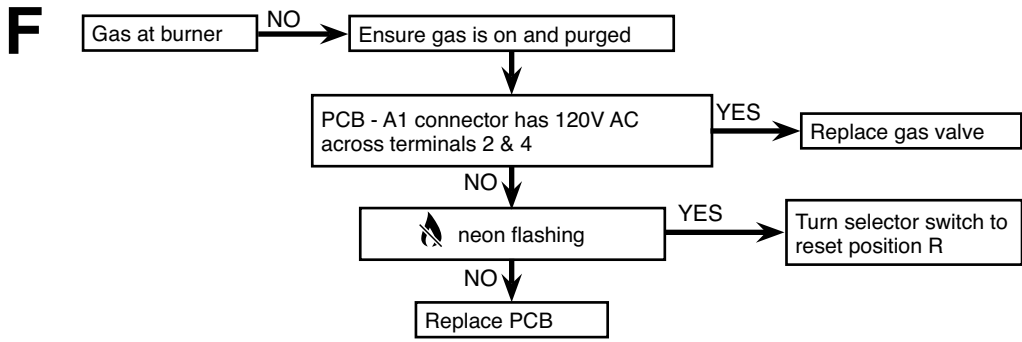 F
Gas at burner
NO
Ensure gas is on and purged
PCB - A1 connector has 120V AC
across terminals 2 & 4
YES
Replace gas valve
NO
neon flashing
YES
Turn selector switch to
reset position R
NO
Replace PCB